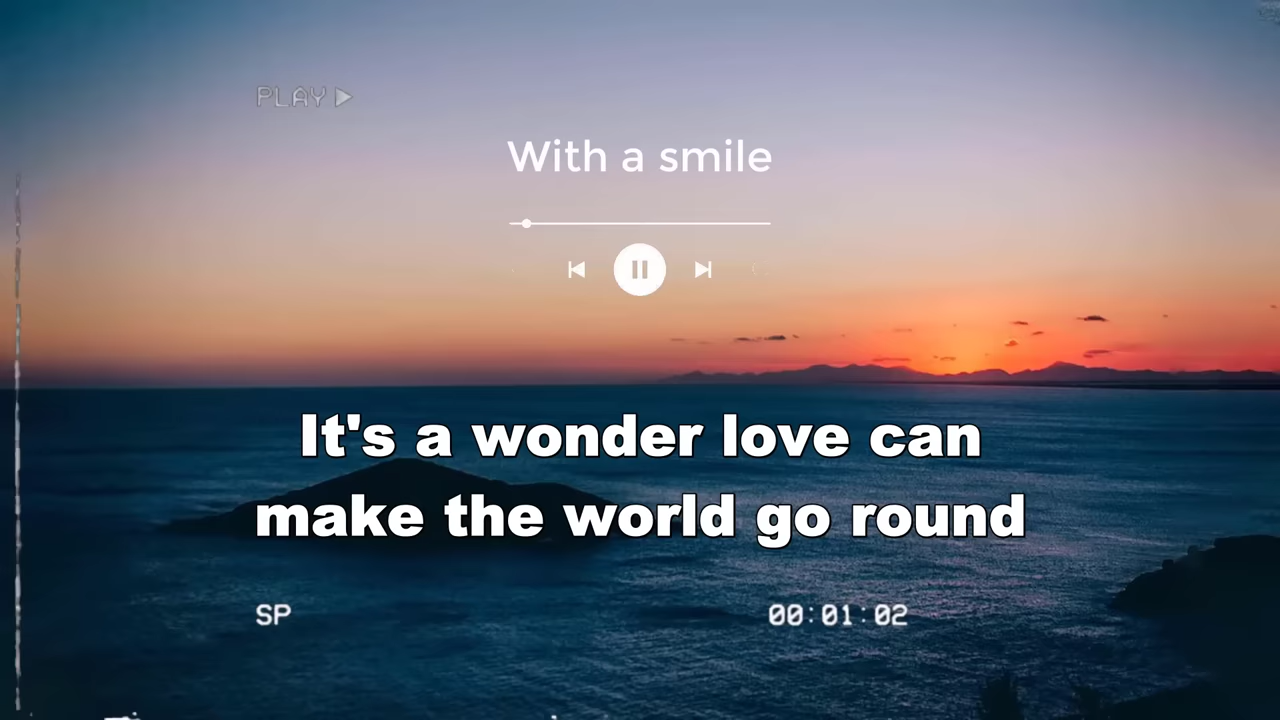 PLAY
With a smile
It's a wonder love can
make the world go round
SP
00:01:02